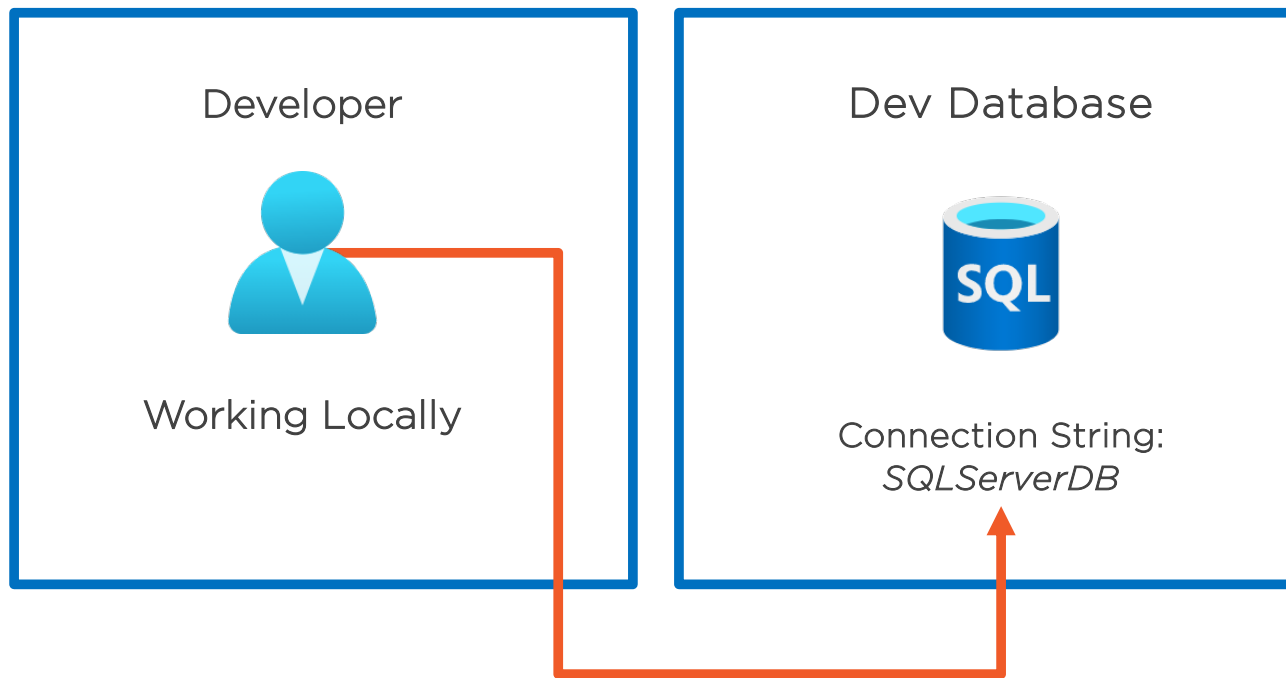 Developer
Working Locally
Dev Database
SQL
Connection String:
SQLServerDB